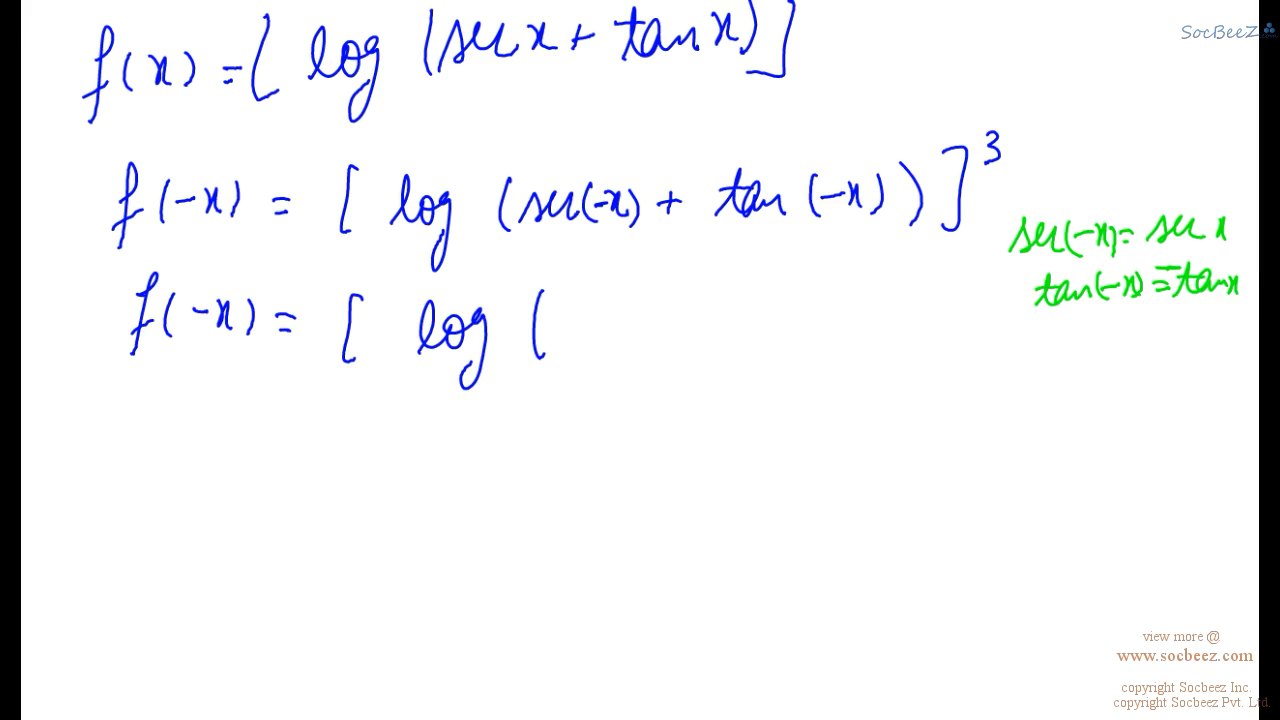 SocBeeZ.com
f(x) = [ log (sec x + tan x) ]
f(-x) = [ log (sec(-x) + tan (-x) ) ]³
sec(-x) = sec x
tan(-x) = -tan x
f(-x) = [ log (
view more @
www.socbeez.com
copyright Socbeez Inc.
copyright Socbeez Pvt. Ltd.